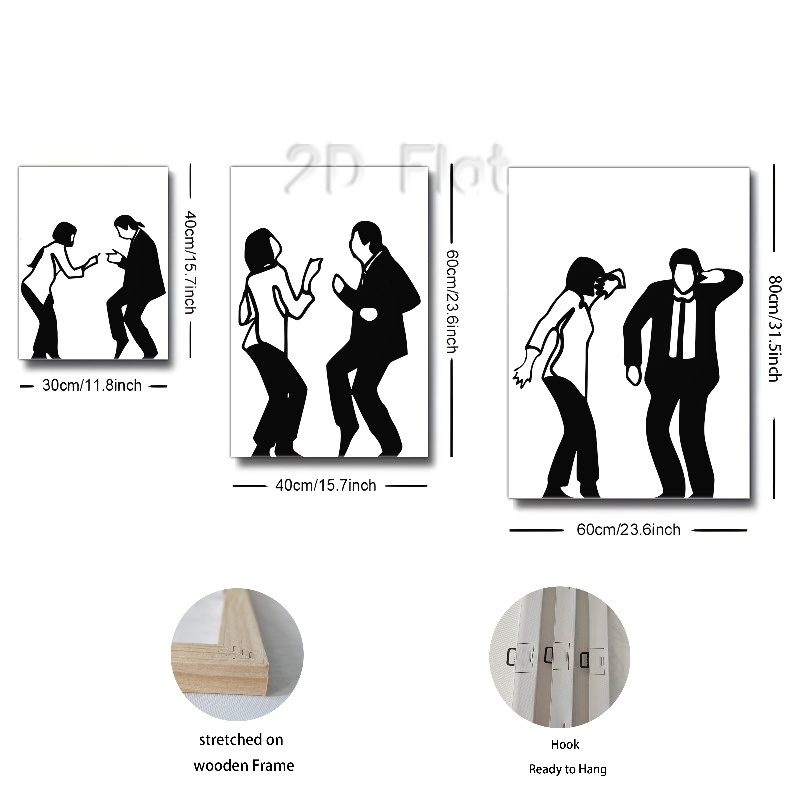 2D Flat
40cm/15.7inch
30cm/11.8inch
60cm/23.6inch
40cm/15.7inch
80cm/31.5inch
60cm/23.6inch
stretched on
wooden Frame
Hook
Ready to Hang